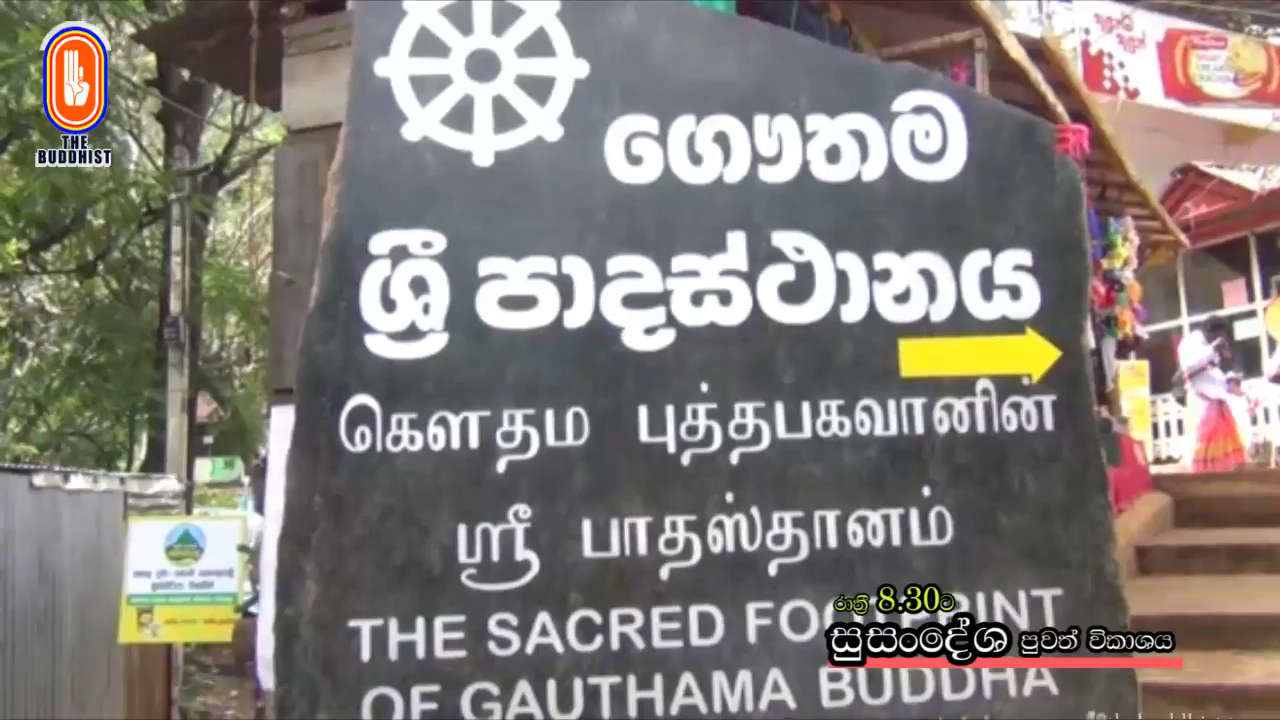 THE
BUDDHIST
ගෞතම
ශ්‍රී පාදස්ථානය
கௌதம புத்தபகவானின்
ஸ்ரீ பாதஸ்தானம்
THE SACRED FOOTPRINT
OF GAUTHAMA BUDDHA
රාත්‍රී 8.30ට
සුසංදේශ පුවත් විකාශය